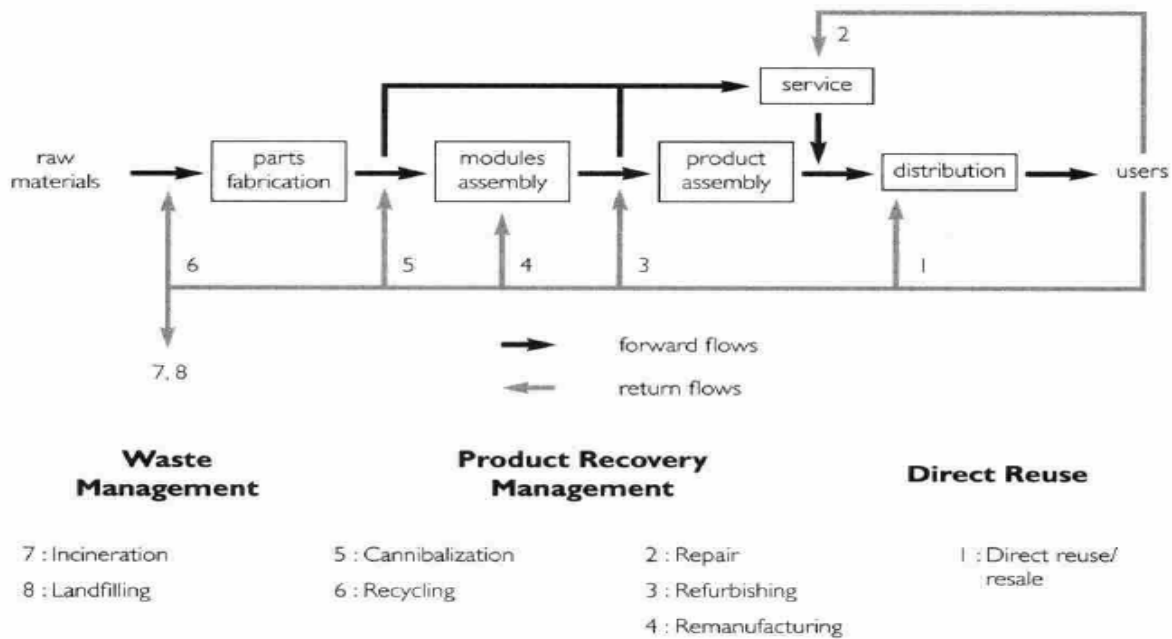 2
service
raw
materials
parts
fabrication
modules
assembly
product
assembly
distribution
users
6
5
4
3
1
7, 8
forward flows
return flows
Waste
Management
Product Recovery
Management
Direct Reuse
7 : Incineration
8 : Landfilling
5 : Cannibalization
6 : Recycling
2 : Repair
3 : Refurbishing
4 : Remanufacturing
1 : Direct reuse/
resale